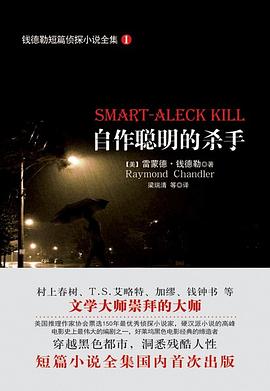 钱德勒短篇侦探小说全集 1
SMART-ALECK KILL
自作聪明的杀手
【美】雷蒙德·钱德勒 著
Raymond Chandler
梁瑞清 等 译
村上春树、T.S.艾略特、加缪、钱钟书 等
文学大师崇拜的大师
美国推理作家协会票选150年最优秀侦探小说家,硬汉派小说的高峰
电影史上最伟大的编剧之一,好莱坞黑色电影经典的缔造者
穿越黑色都市,洞悉残酷人性
短篇小说全集国内首次出版